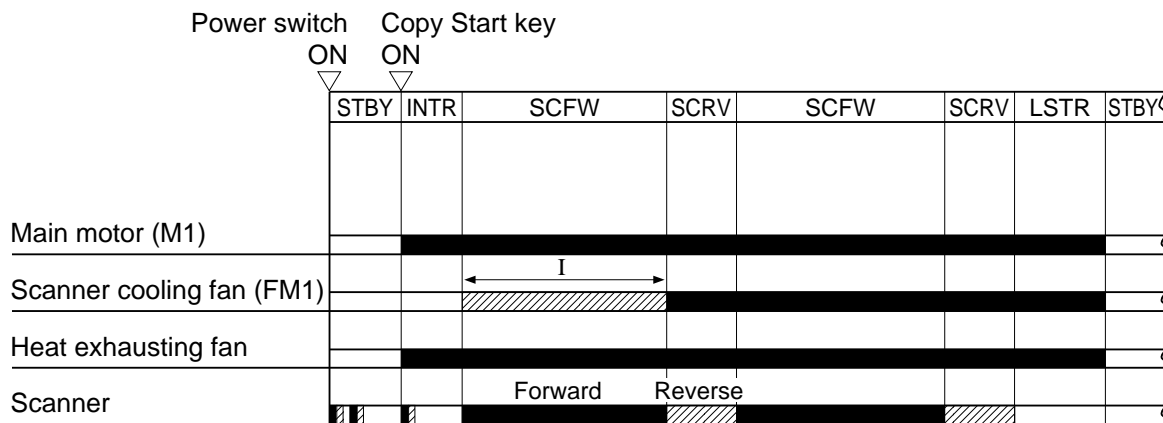 Power switch Copy Start key
ON ON
STBY INTR SCFW SCRV SCFW SCRV LSTR STBY
Main motor (M1)
I
Scanner cooling fan (FM1)
Heat exhausting fan
Forward Reverse
Scanner